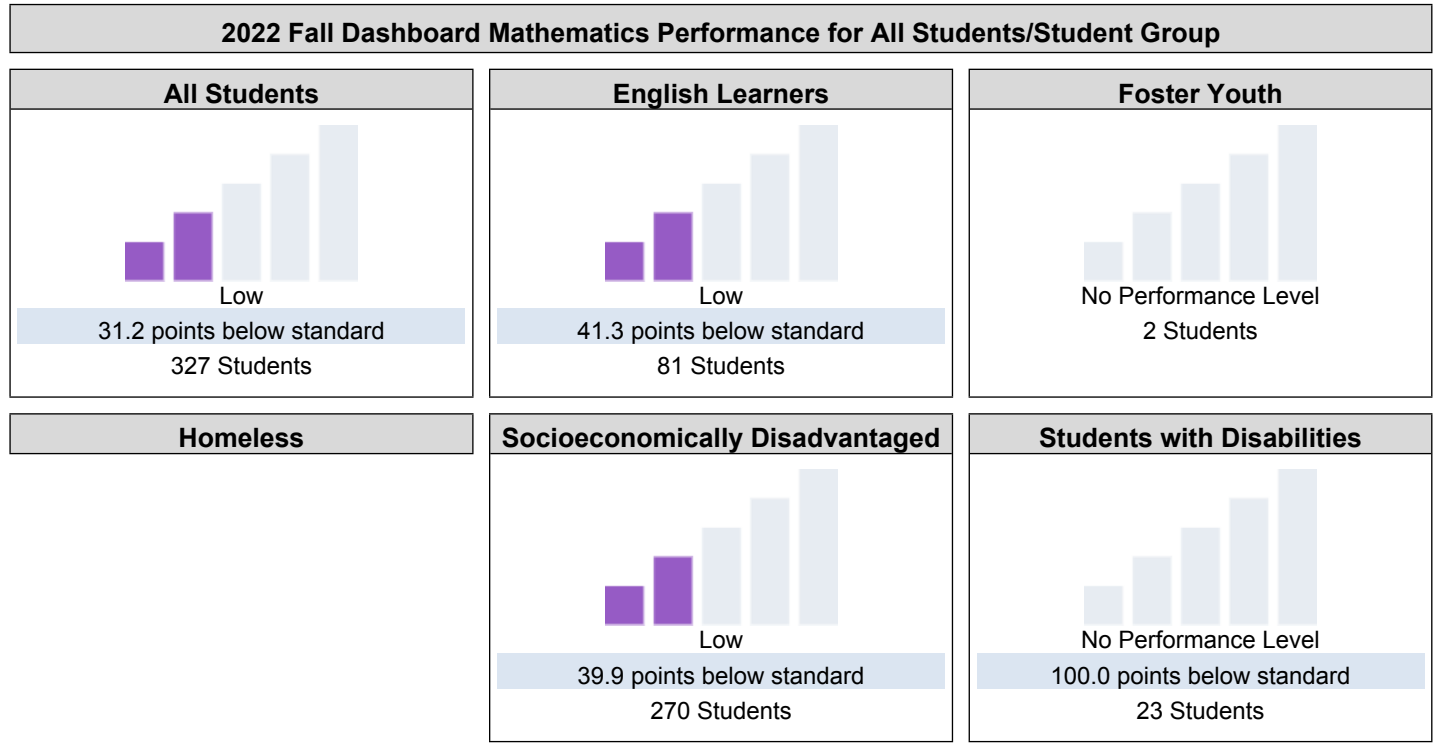 2022 Fall Dashboard Mathematics Performance for All Students/Student Group
All Students
Low
31.2 points below standard
327 Students
English Learners
Low
41.3 points below standard
81 Students
Foster Youth
No Performance Level
2 Students
Homeless
Socioeconomically Disadvantaged
Low
39.9 points below standard
270 Students
Students with Disabilities
No Performance Level
100.0 points below standard
23 Students